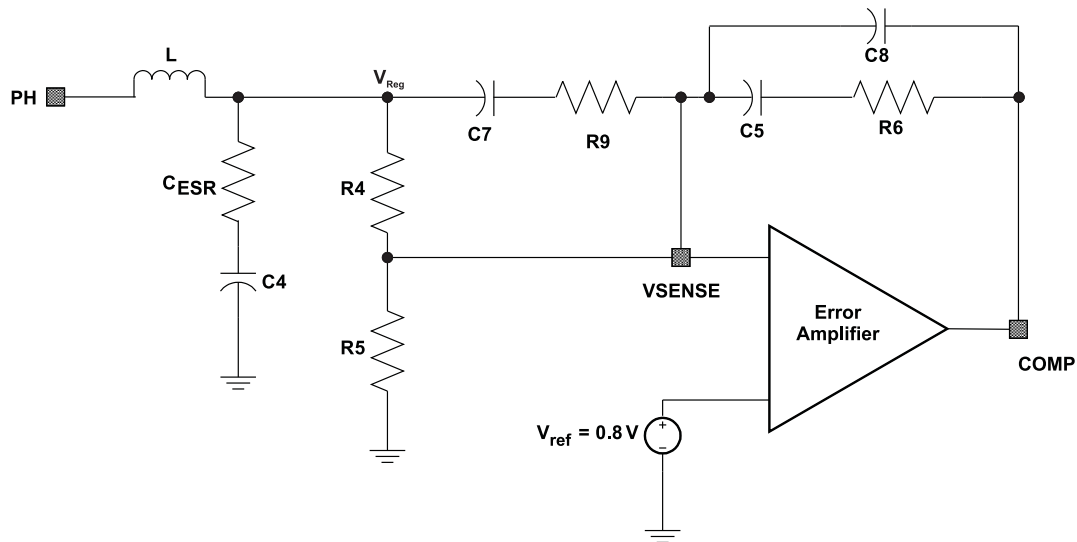 L
PH
V_Reg
C8
C7
R9
C5
R6
C_ESR
R4
C4
VSENSE
Error
Amplifier
R5
COMP
V_ref = 0.8 V
+
−